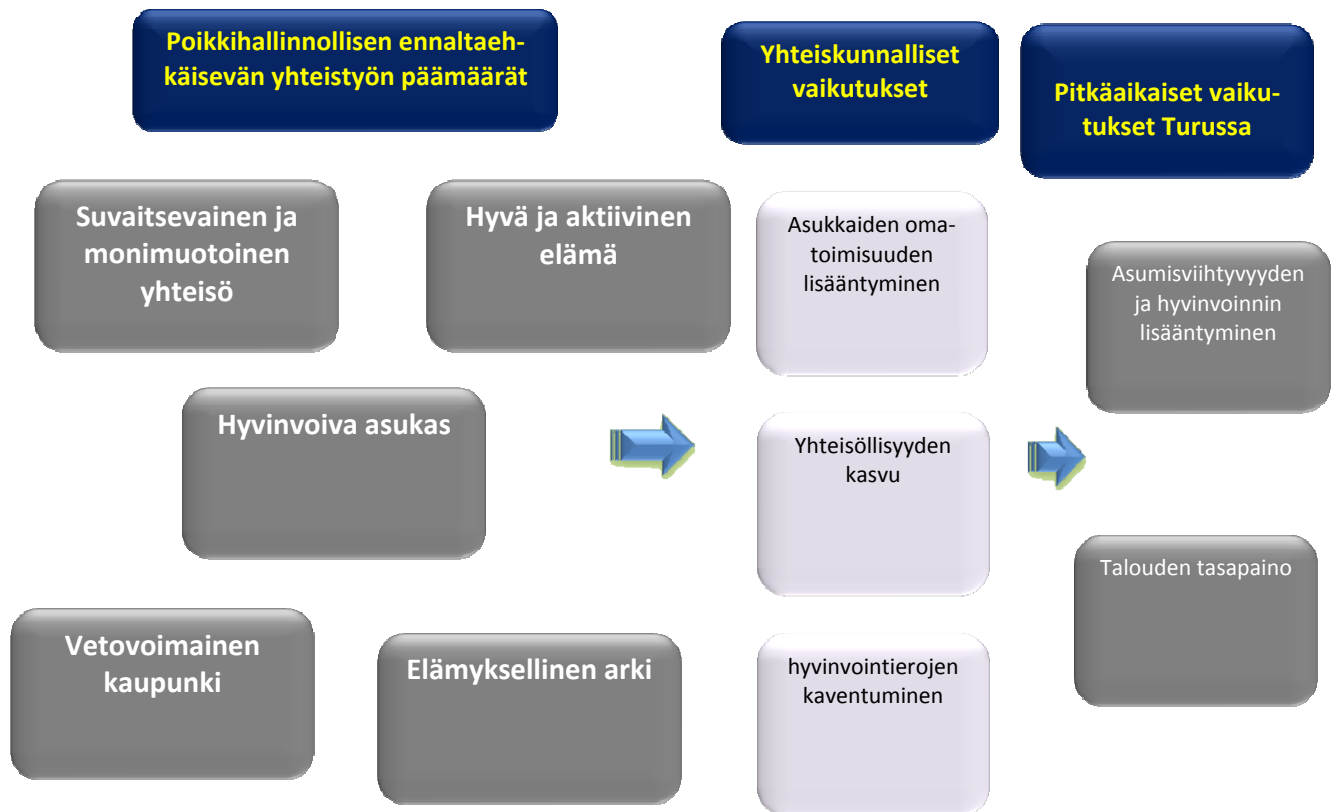 Poikkihallinnollisen ennaltaeh-
käisevän yhteistyön päämäärät
Yhteiskunnalliset
vaikutukset
Pitkäaikaiset vaiku-
tukset Turussa
Suvaitsevainen ja
monimuotoinen
yhteisö
Hyvä ja aktiivinen
elämä
Hyvinvoiva asukas
Vetovoimainen
kaupunki
Elämyksellinen arki
Asukkaiden oma-
toimisuuden
lisääntyminen
Yhteisöllisyyden
kasvu
hyvinvointierojen
kaventuminen
Asumisviihtyvyyden
ja hyvinvoinnin
lisääntyminen
Talouden tasapaino